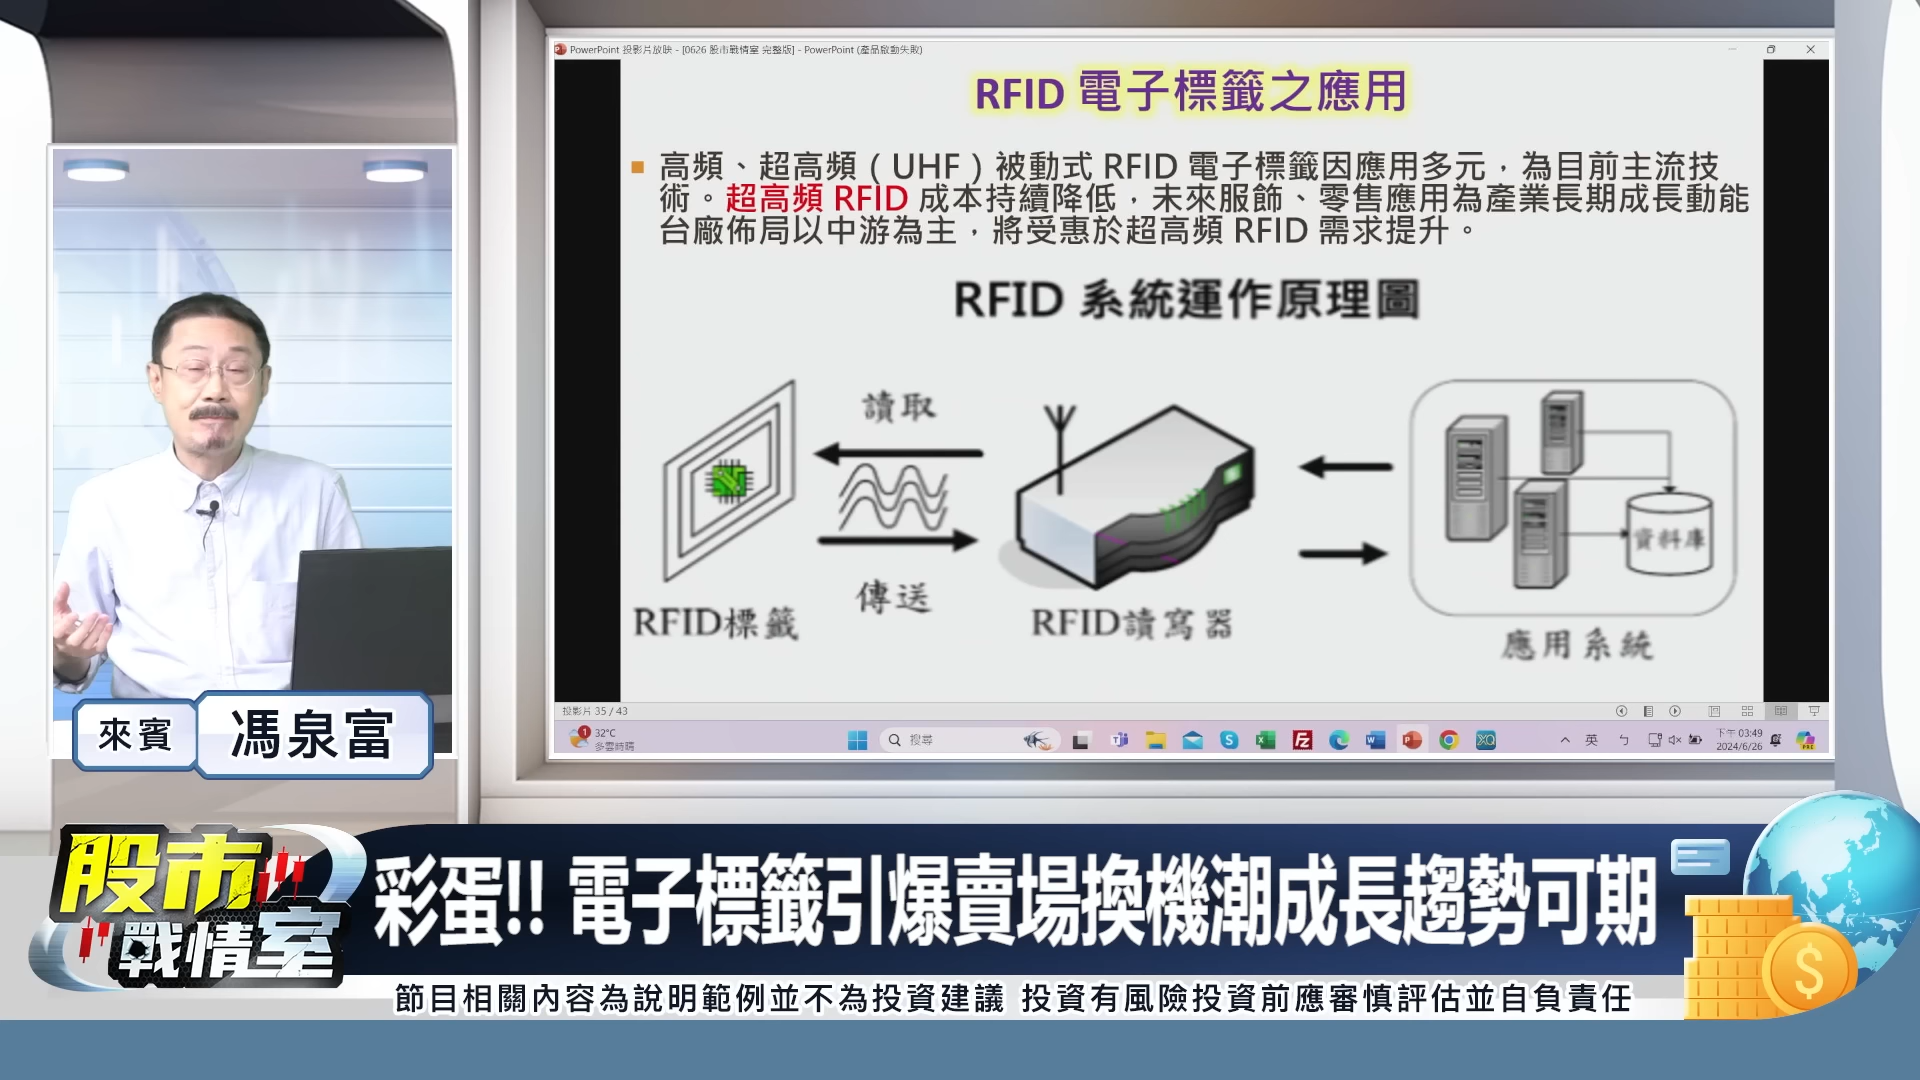 PowerPoint 投影片放映 - [0626 股市戰情室 完整版] - PowerPoint (產品啟動失敗)
RFID 電子標籤之應用
高頻、超高頻（UHF）被動式 RFID 電子標籤因應用多元，為目前主流技
術。超高頻 RFID 成本持續降低，未來服飾、零售應用為產業長期成長動能
台廠佈局以中游為主，將受惠於超高頻 RFID 需求提升。
RFID 系統運作原理圖
讀取
傳送
RFID標籤
RFID讀寫器
資料庫
應用系統
投影片 35 / 43
1
32°C
多雲時晴
搜尋
英
ㄣ
下午 03:49
2024/6/26
來賓
馮泉富
股市
戰情室
彩蛋!! 電子標籤引爆賣場換機潮成長趨勢可期
節目相關內容為說明範例並不為投資建議 投資有風險投資前應審慎評估並自負責任